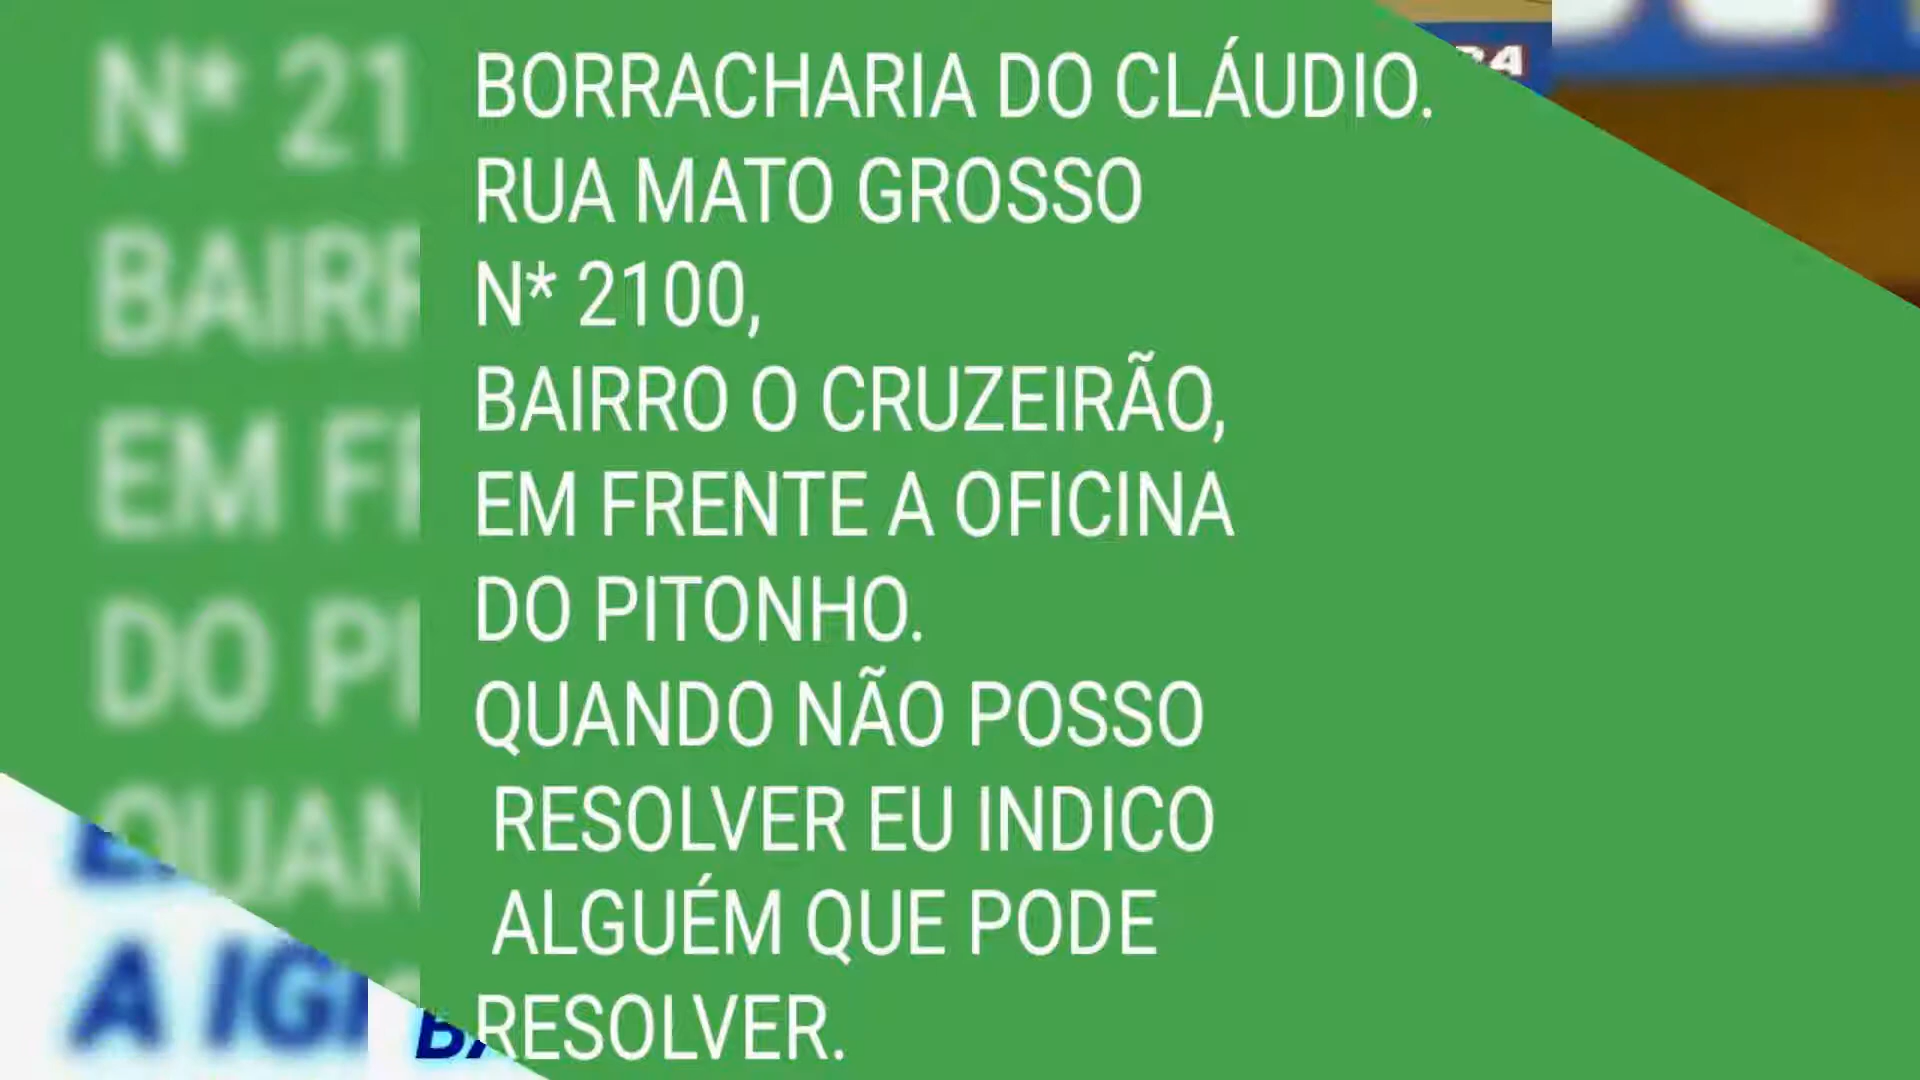 BORRACHARIA DO CLÁUDIO.
RUA MATO GROSSO
N* 2100,
BAIRRO O CRUZEIRÃO,
EM FRENTE A OFICINA
DO PITONHO.
QUANDO NÃO POSSO
RESOLVER EU INDICO
ALGUÉM QUE PODE
RESOLVER.